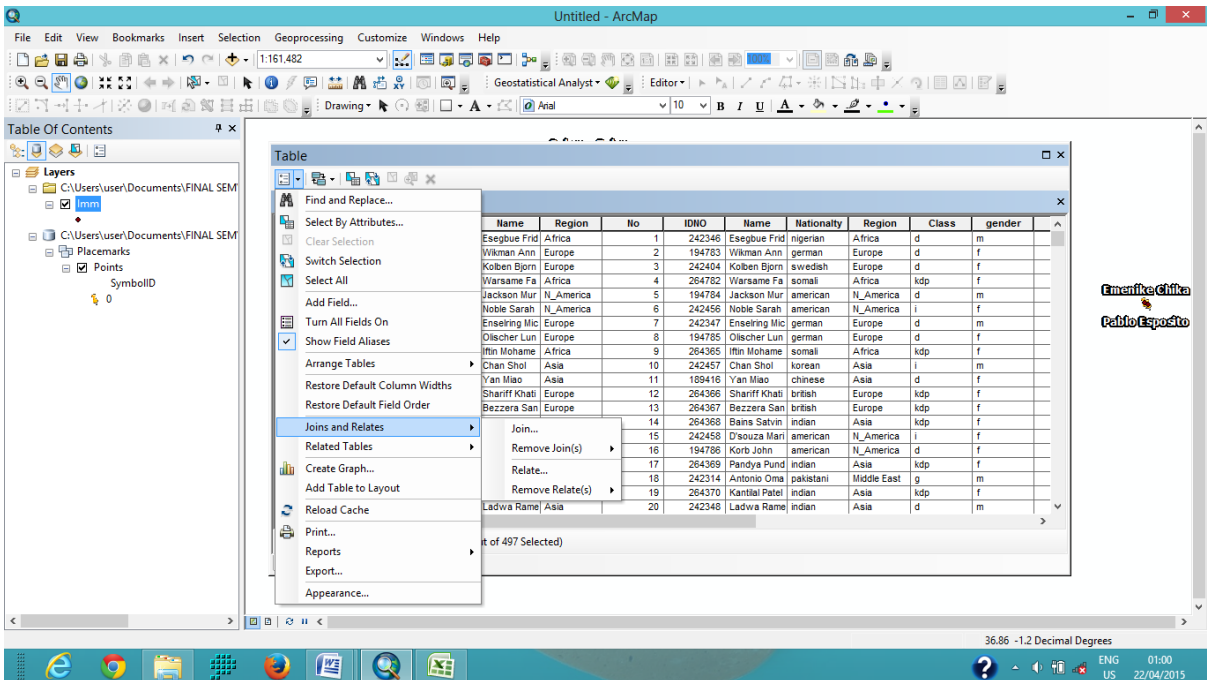 Untitled - ArcMap
File Edit View Bookmarks Insert Selection Geoprocessing Customize Windows Help
1:161,482 100%
Geostatistical Analyst Editor
Drawing A Arial 10 B I U A
Table Of Contents
Layers
C:\Users\user\Documents\FINAL SEM
Imm
C:\Users\user\Documents\FINAL SEM
Placemarks
Points
SymbolID
0
Table
Find and Replace...
Select By Attributes...
Clear Selection
Switch Selection
Select All
Add Field...
Turn All Fields On
Show Field Aliases
Arrange Tables
Restore Default Column Widths
Restore Default Field Order
Joins and Relates
Related Tables
Create Graph...
Add Table to Layout
Reload Cache
Print...
Reports
Export...
Appearance...
Join...
Remove Join(s)
Relate...
Remove Relate(s)
Name Region No IDNO Name Nationalty Region Class gender
Esegbue Frid Africa 1 242346 Esegbue Frid nigerian Africa d m
Wikman Ann Europe 2 194783 Wikman Ann german Europe d f
Kolben Bjorn Europe 3 242404 Kolben Bjorn swedish Europe d f
Warsame Fa Africa 4 264782 Warsame Fa somali Africa kdp f
Jackson Mur N_America 5 194784 Jackson Mur american N_America d m
Noble Sarah N_America 6 242456 Noble Sarah american N_America i f
Enselring Mic Europe 7 242347 Enselring Mic german Europe d m
Olischer Lun Europe 8 194785 Olischer Lun german Europe d f
Iftin Mohame Africa 9 264365 Iftin Mohame somali Africa kdp f
Chan Shol Asia 10 242457 Chan Shol korean Asia i m
Yan Miao Asia 11 189416 Yan Miao chinese Asia d f
Shariff Khati Europe 12 264366 Shariff Khati british Europe kdp f
Bezzera San Europe 13 264367 Bezzera San british Europe kdp f
14 264368 Bains Satvin indian Asia kdp f
15 242458 D'souza Mari american N_America i f
16 194786 Korb John american N_America d m
17 264369 Pandya Pund indian Asia kdp f
18 242314 Antonio Oma pakistani Middle East g m
19 264370 Kantilal Patel indian Asia kdp f
Ladwa Rame Asia 20 242348 Ladwa Rame indian Asia d m
t of 497 Selected)
Emenike Chika
Pablo Esposito
36.86 -1.2 Decimal Degrees
ENG 01:00
US 22/04/2015